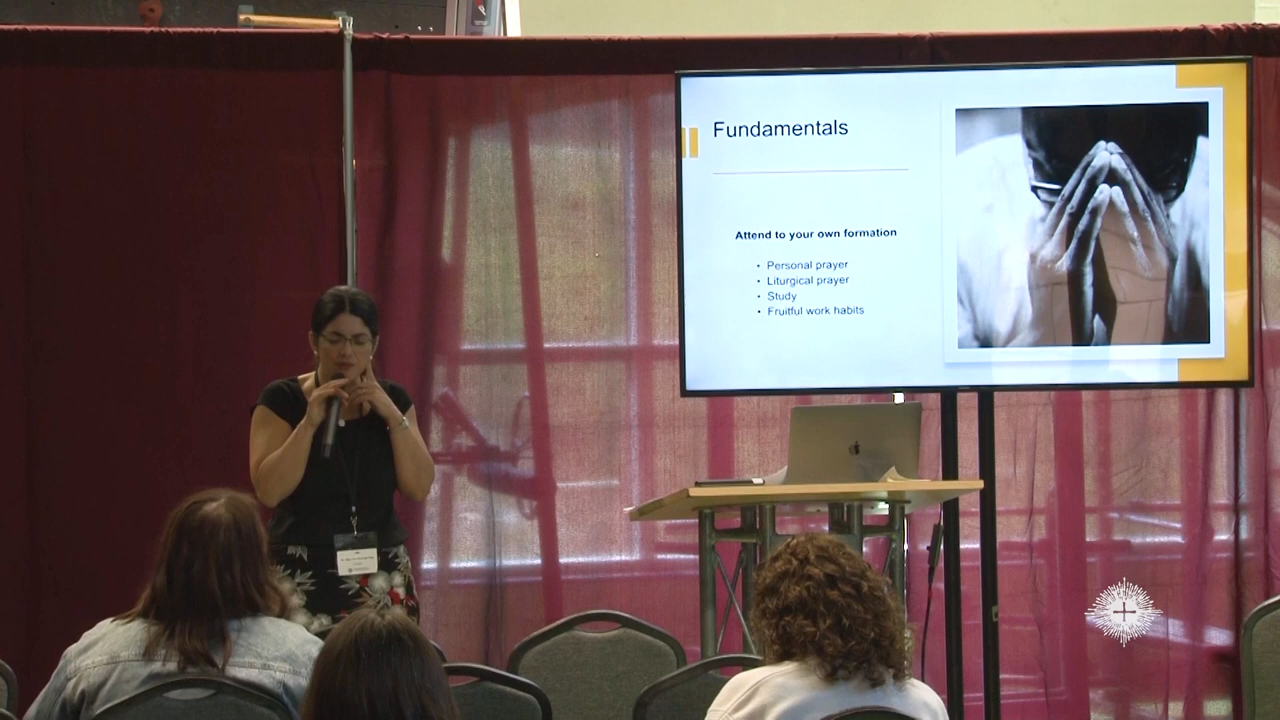 Fundamentals
Attend to your own formation
• Personal prayer
• Liturgical prayer
• Study
• Fruitful work habits